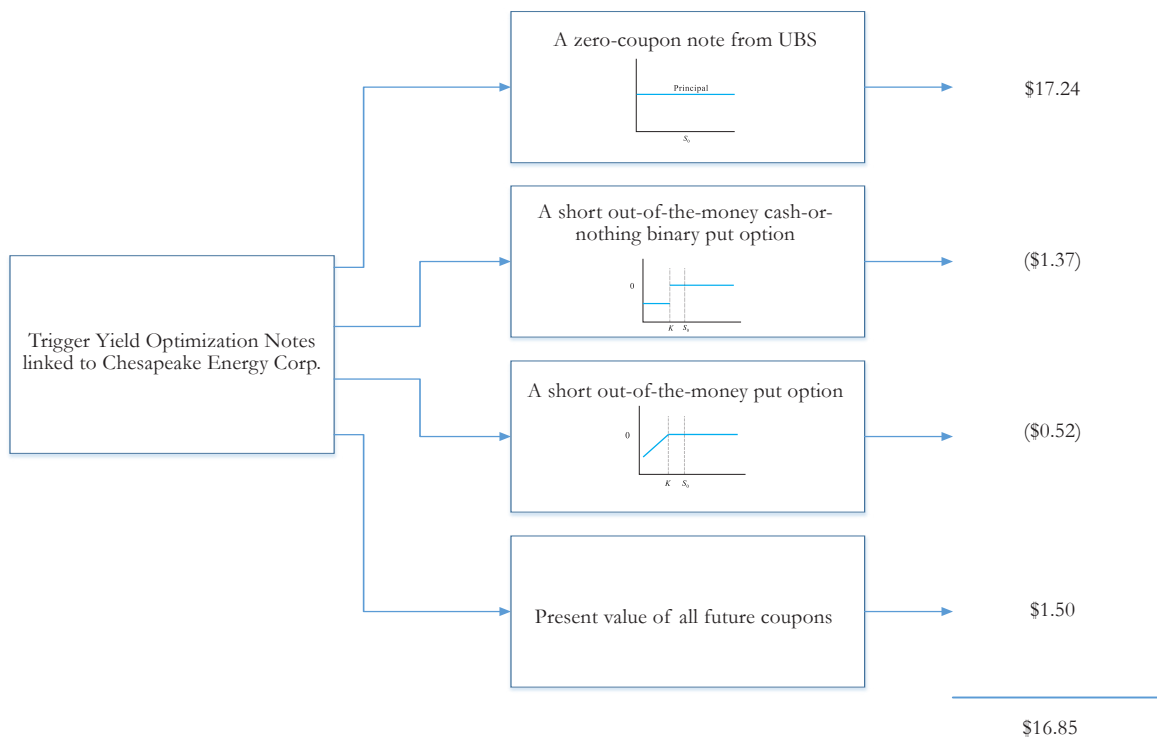 A zero-coupon note from UBS
Principal
S₀
$17.24
A short out-of-the-money cash-or-
nothing binary put option
0
K S₀
($1.37)
Trigger Yield Optimization Notes
linked to Chesapeake Energy Corp.
A short out-of-the-money put option
0
K S₀
($0.52)
Present value of all future coupons
$1.50
$16.85